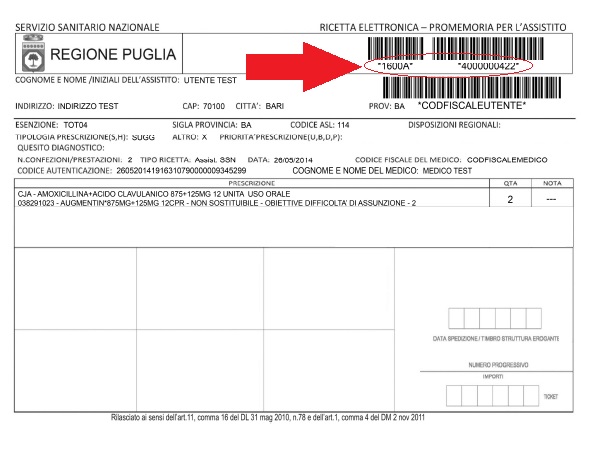 SERVIZIO SANITARIO NAZIONALE
RICETTA ELETTRONICA – PROMEMORIA PER L'ASSISTITO
REGIONE PUGLIA
*1600A* *4000000422*
COGNOME E NOME /INIZIALI DELL'ASSISTITO: UTENTE TEST
INDIRIZZO: INDIRIZZO TEST CAP: 70100 CITTA': BARI PROV: BA *CODFISCALEUTENTE*
ESENZIONE: TOT04 SIGLA PROVINCIA: BA CODICE ASL: 114 DISPOSIZIONI REGIONALI:
TIPOLOGIA PRESCRIZIONE(S,H): SUGG ALTRO: X PRIORITA'PRESCRIZIONE(U,B,D,P):
QUESITO DIAGNOSTICO:
N.CONFEZIONI/PRESTAZIONI: 2 TIPO RICETTA: Assist. SSN DATA: 26/05/2014 CODICE FISCALE DEL MEDICO: CODFISCALEMEDICO
CODICE AUTENTICAZIONE: 260520141916310790000009345299 COGNOME E NOME DEL MEDICO: MEDICO TEST
PRESCRIZIONE QTA NOTA
CJA - AMOXICILLINA+ACIDO CLAVULANICO 875+125MG 12 UNITA' USO ORALE
038291023 - AUGMENTIN*875MG+125MG 12CPR - NON SOSTITUIBILE - OBIETTIVE DIFFICOLTA' DI ASSUNZIONE - 2
2 ---
DATA SPEDIZIONE/ TIMBRO STRUTTURA EROGANTE
NUMERO PROGRESSIVO
IMPORTI
TICKET
Rilasciato ai sensi dell'art.11, comma 16 del DL 31 mag 2010, n.78 e dell'art.1, comma 4 del DM 2 nov 2011